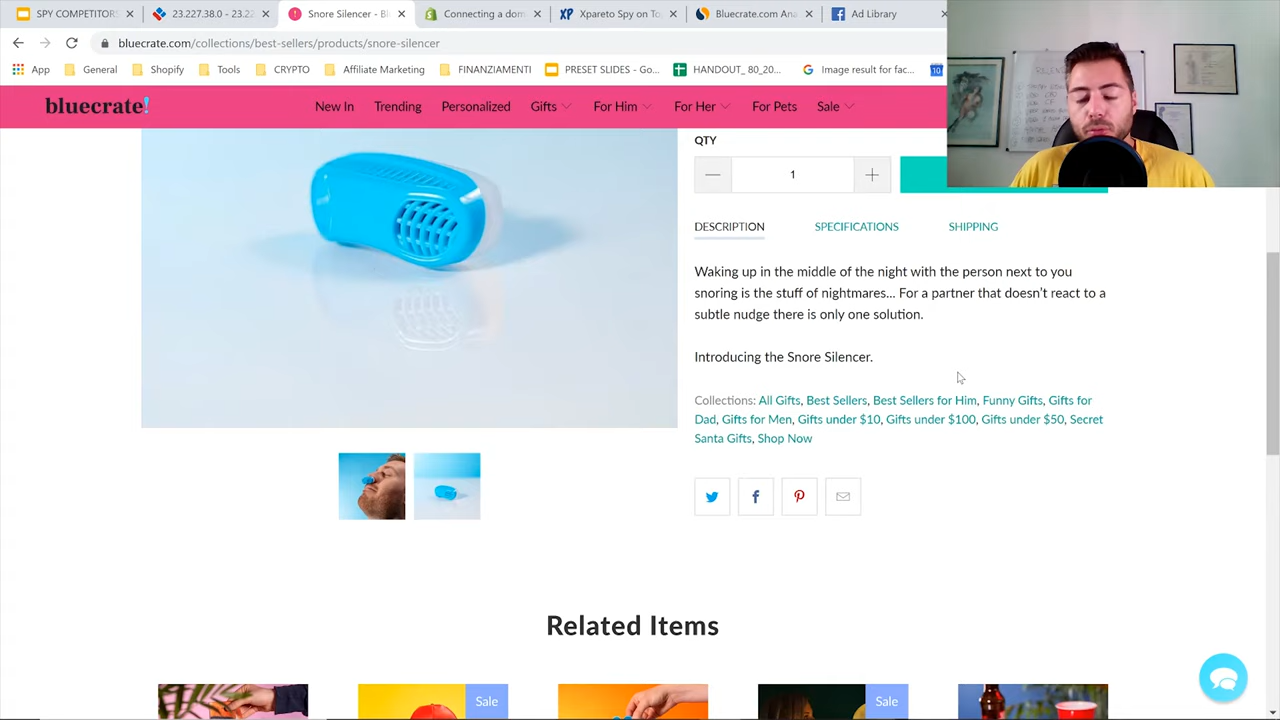 SPY COMPETITORS
23.227.38.0 - 23.22
Snore Silencer - Bl
Connecting a dom
Xpareto Spy on To
Bluecrate.com Ana
Ad Library
bluecrate.com/collections/best-sellers/products/snore-silencer
App
General
Shopify
Tools
CRYPTO
Affiliate Marketing
FINANZIAMENTI
PRESET SLIDES - Go...
HANDOUT_ 80_20...
Image result for fac...
bluecrate!
New In
Trending
Personalized
Gifts
For Him
For Her
For Pets
Sale
QTY
1
DESCRIPTION
SPECIFICATIONS
SHIPPING
Waking up in the middle of the night with the person next to you
snoring is the stuff of nightmares... For a partner that doesn't react to a
subtle nudge there is only one solution.
Introducing the Snore Silencer.
Collections: All Gifts, Best Sellers, Best Sellers for Him, Funny Gifts, Gifts for
Dad, Gifts for Men, Gifts under $10, Gifts under $100, Gifts under $50, Secret
Santa Gifts, Shop Now
Related Items
Sale
Sale